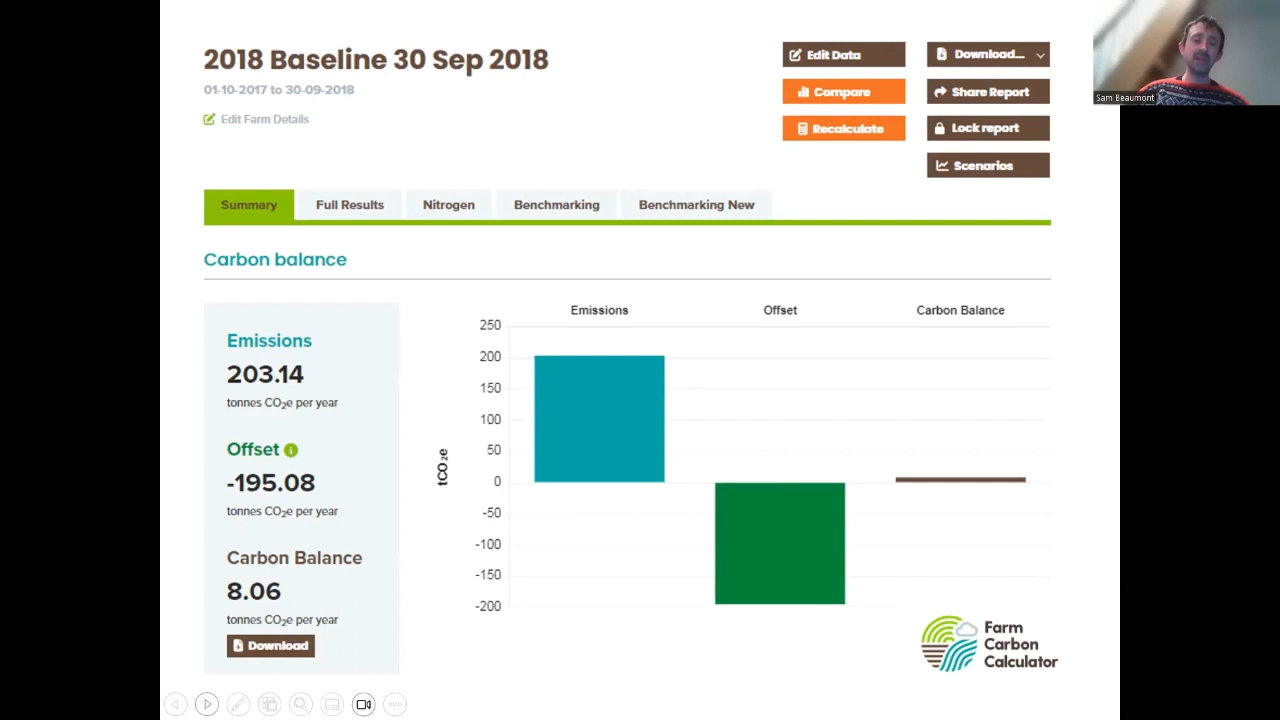 2018 Baseline 30 Sep 2018
01-10-2017 to 30-09-2018
Edit Farm Details
Edit Data
Compare
Recalculate
Download...
Share Report
Lock report
Scenarios
Sam Beaumont
Summary
Full Results
Nitrogen
Benchmarking
Benchmarking New
Carbon balance
Emissions
203.14
tonnes CO₂e per year
Offset i
-195.08
tonnes CO₂e per year
Carbon Balance
8.06
tonnes CO₂e per year
Download
Emissions
Offset
Carbon Balance
tCO₂e
250
200
150
100
50
0
-50
-100
-150
-200
Farm
Carbon
Calculator